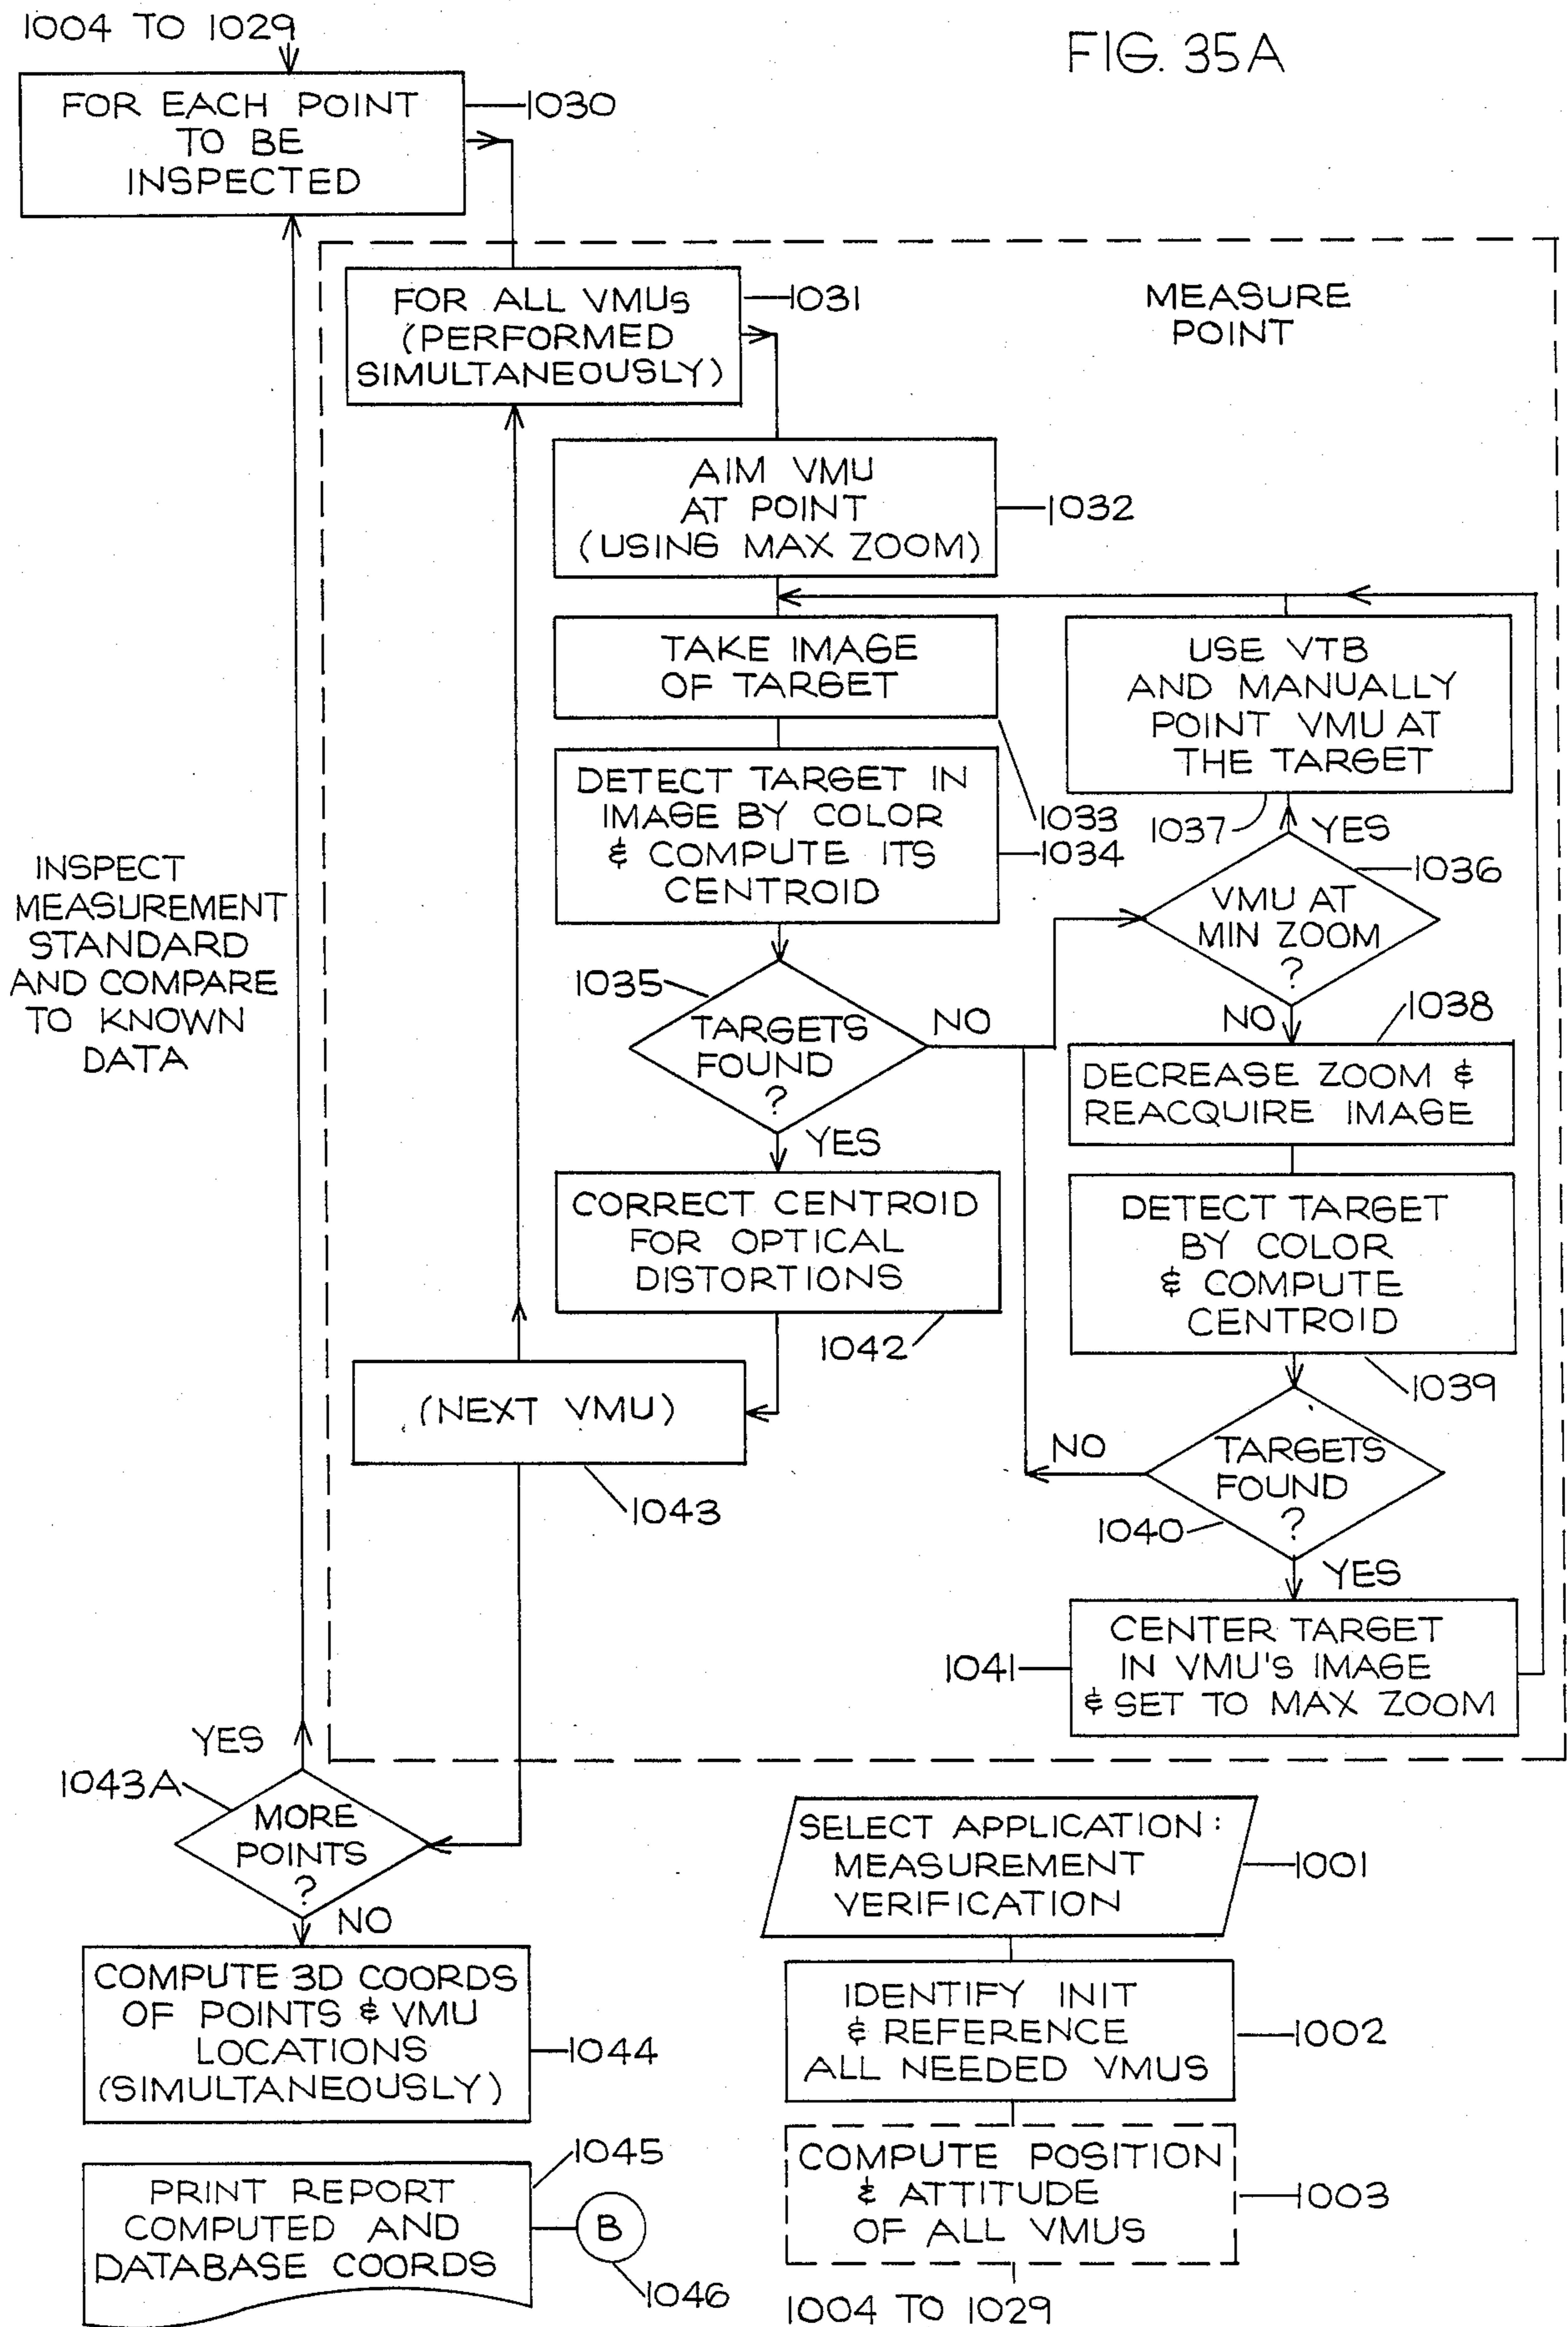 FIG. 35A
1004 TO 1029
FOR EACH POINT
TO BE
INSPECTED
1030
MEASURE
POINT
FOR ALL VMUs
(PERFORMED
SIMULTANEOUSLY)
1031
AIM VMU
AT POINT
(USING MAX ZOOM)
1032
TAKE IMAGE
OF TARGET
1033
DETECT TARGET IN
IMAGE BY COLOR
& COMPUTE ITS
CENTROID
1034
USE VTB
AND MANUALLY
POINT VMU AT
THE TARGET
1037
YES
VMU AT
MIN ZOOM
?
1036
INSPECT
MEASUREMENT
STANDARD
AND COMPARE
TO KNOWN
DATA
1035
TARGETS
FOUND
?
NO
YES
NO
1038
DECREASE ZOOM &
REACQUIRE IMAGE
DETECT TARGET
BY COLOR
& COMPUTE
CENTROID
1039
CORRECT CENTROID
FOR OPTICAL
DISTORTIONS
1042
(NEXT VMU)
1043
NO
TARGETS
FOUND
?
1040
YES
CENTER TARGET
IN VMU'S IMAGE
& SET TO MAX ZOOM
1041
YES
1043A
MORE
POINTS
?
NO
COMPUTE 3D COORDS
OF POINTS & VMU
LOCATIONS
(SIMULTANEOUSLY)
1044
PRINT REPORT
COMPUTED AND
DATABASE COORDS
1045
B
1046
SELECT APPLICATION:
MEASUREMENT
VERIFICATION
1001
IDENTIFY INIT
& REFERENCE
ALL NEEDED VMUS
1002
COMPUTE POSITION
& ATTITUDE
OF ALL VMUS
1003
1004 TO 1029